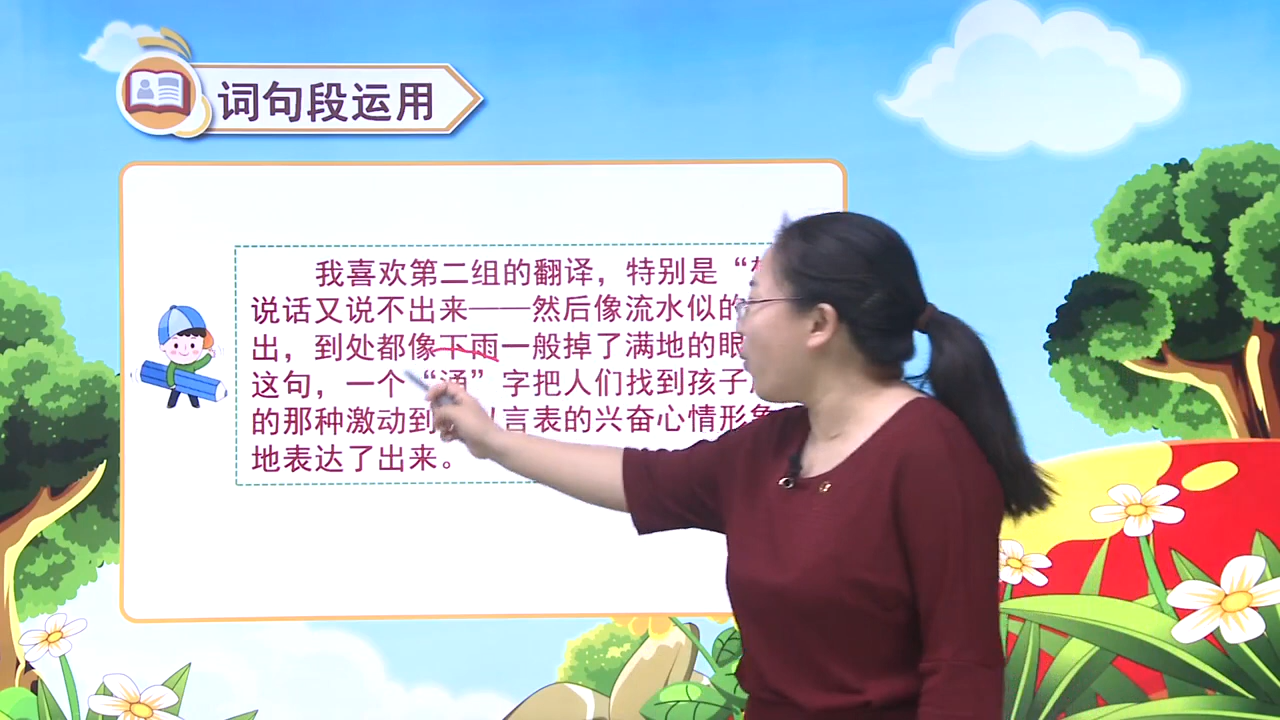 词句段运用
我喜欢第二组的翻译，特别是“
说话又说不出来——然后像流水似的
出，到处都像下雨一般掉了满地的眼
这句，一个“涌”字把人们找到孩子
的那种激动到 言表的兴奋心情形象
地表达了出来。